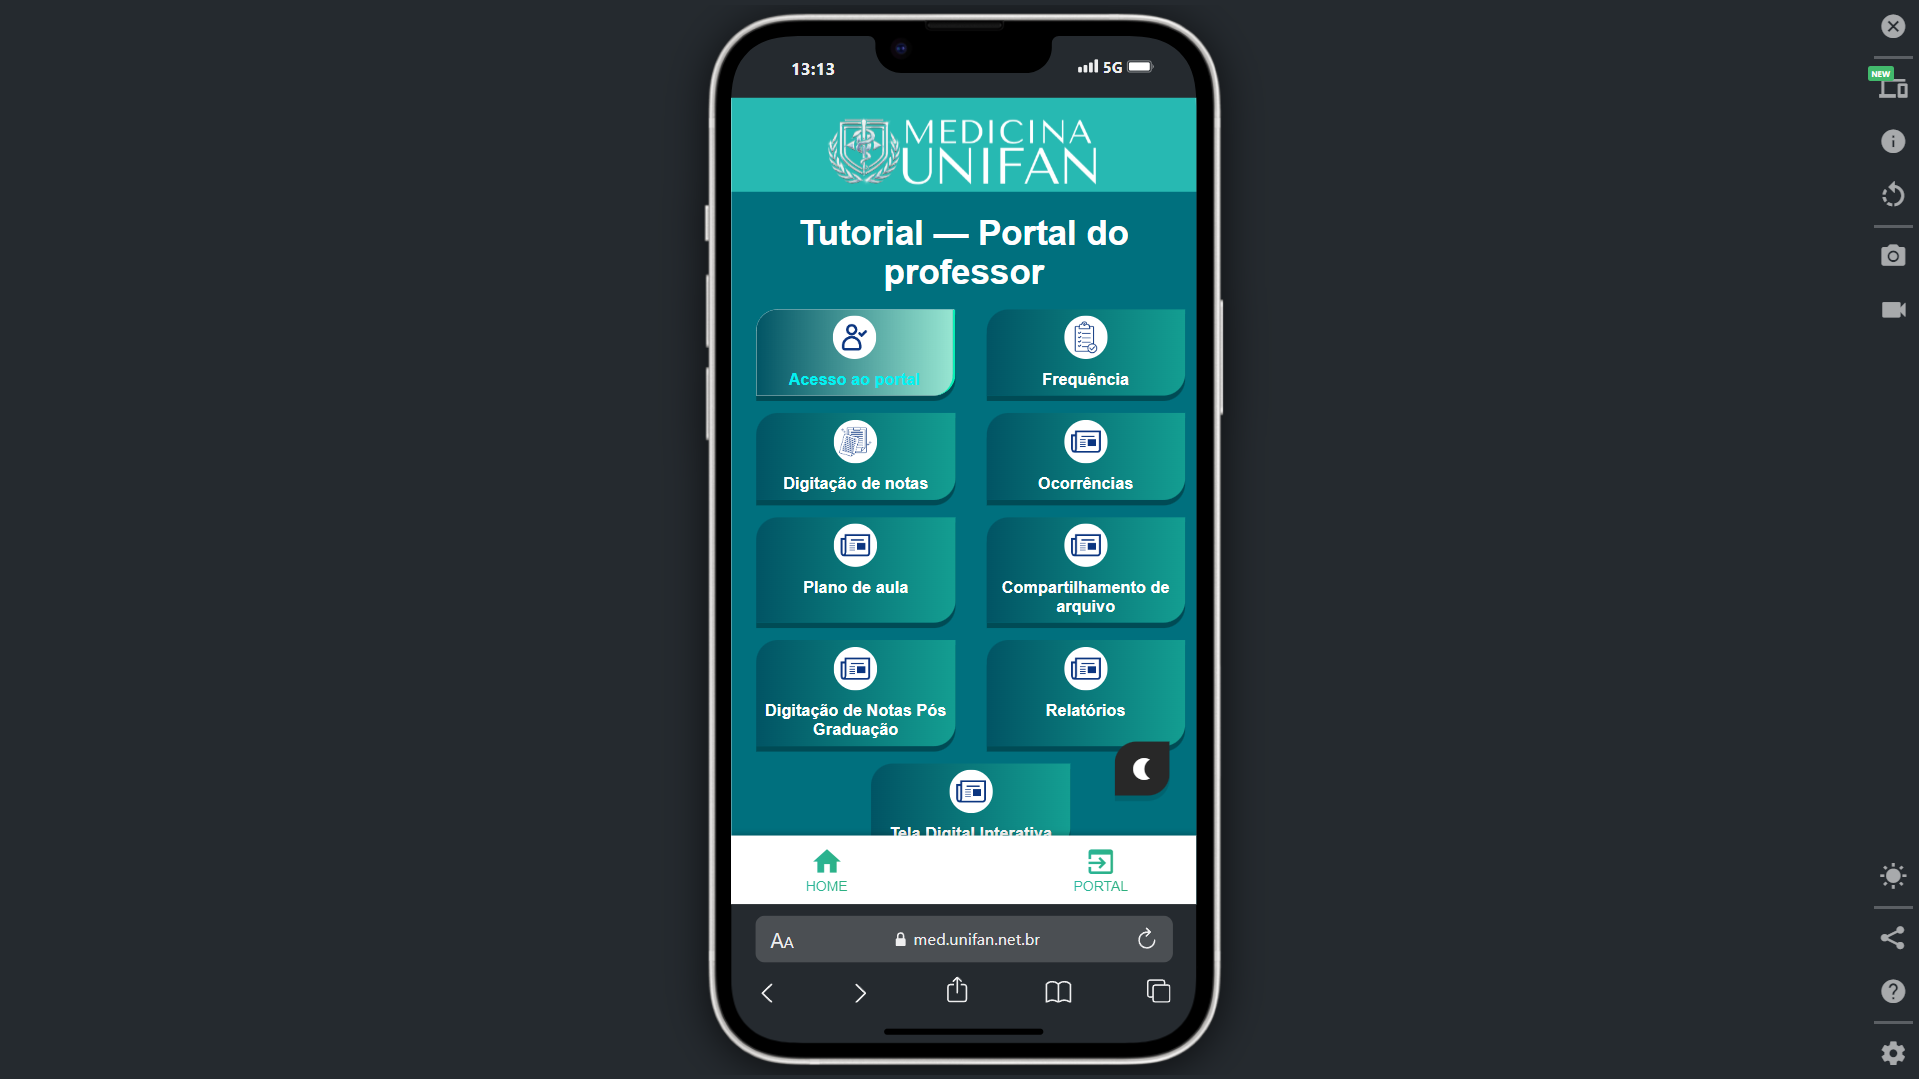 NEW
13:13
5G
MEDICINA
UNIFAN
Tutorial — Portal do
professor
Acesso ao portal
Frequência
Digitação de notas
Ocorrências
Plano de aula
Compartilhamento de
arquivo
Digitação de Notas Pós
Graduação
Relatórios
Tela Digital Interativa
HOME
PORTAL
AA
med.unifan.net.br